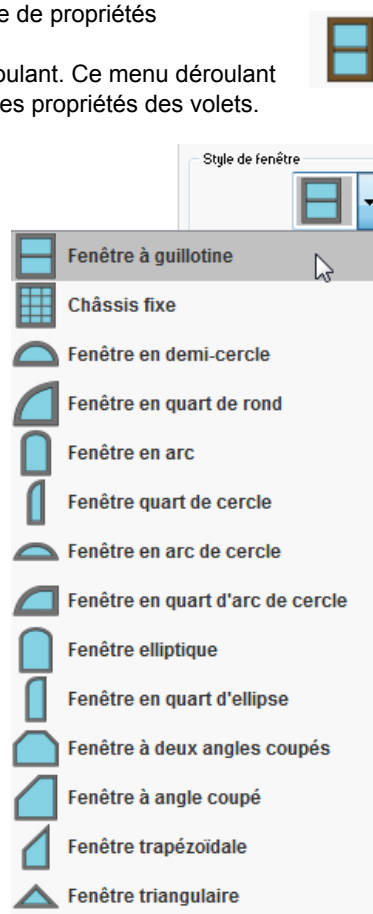 e de propriétés
oulant. Ce menu déroulant
es propriétés des volets.
Style de fenêtre
Fenêtre à guillotine
Châssis fixe
Fenêtre en demi-cercle
Fenêtre en quart de rond
Fenêtre en arc
Fenêtre quart de cercle
Fenêtre en arc de cercle
Fenêtre en quart d'arc de cercle
Fenêtre elliptique
Fenêtre en quart d'ellipse
Fenêtre à deux angles coupés
Fenêtre à angle coupé
Fenêtre trapézoïdale
Fenêtre triangulaire